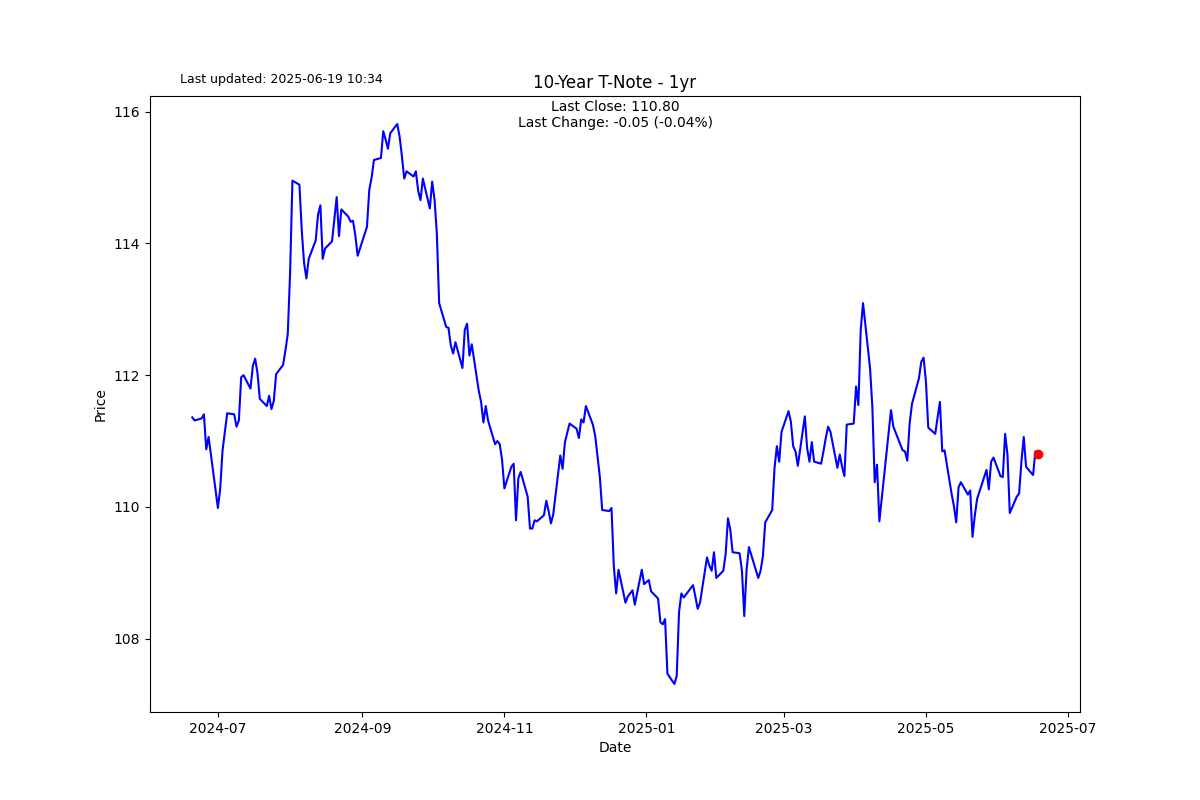 Last updated: 2025-06-19 10:34
10-Year T-Note - 1yr
Last Close: 110.80
Last Change: -0.05 (-0.04%)
116
114
112
110
108
Price
2024-07 2024-09 2024-11 2025-01 2025-03 2025-05 2025-07
Date